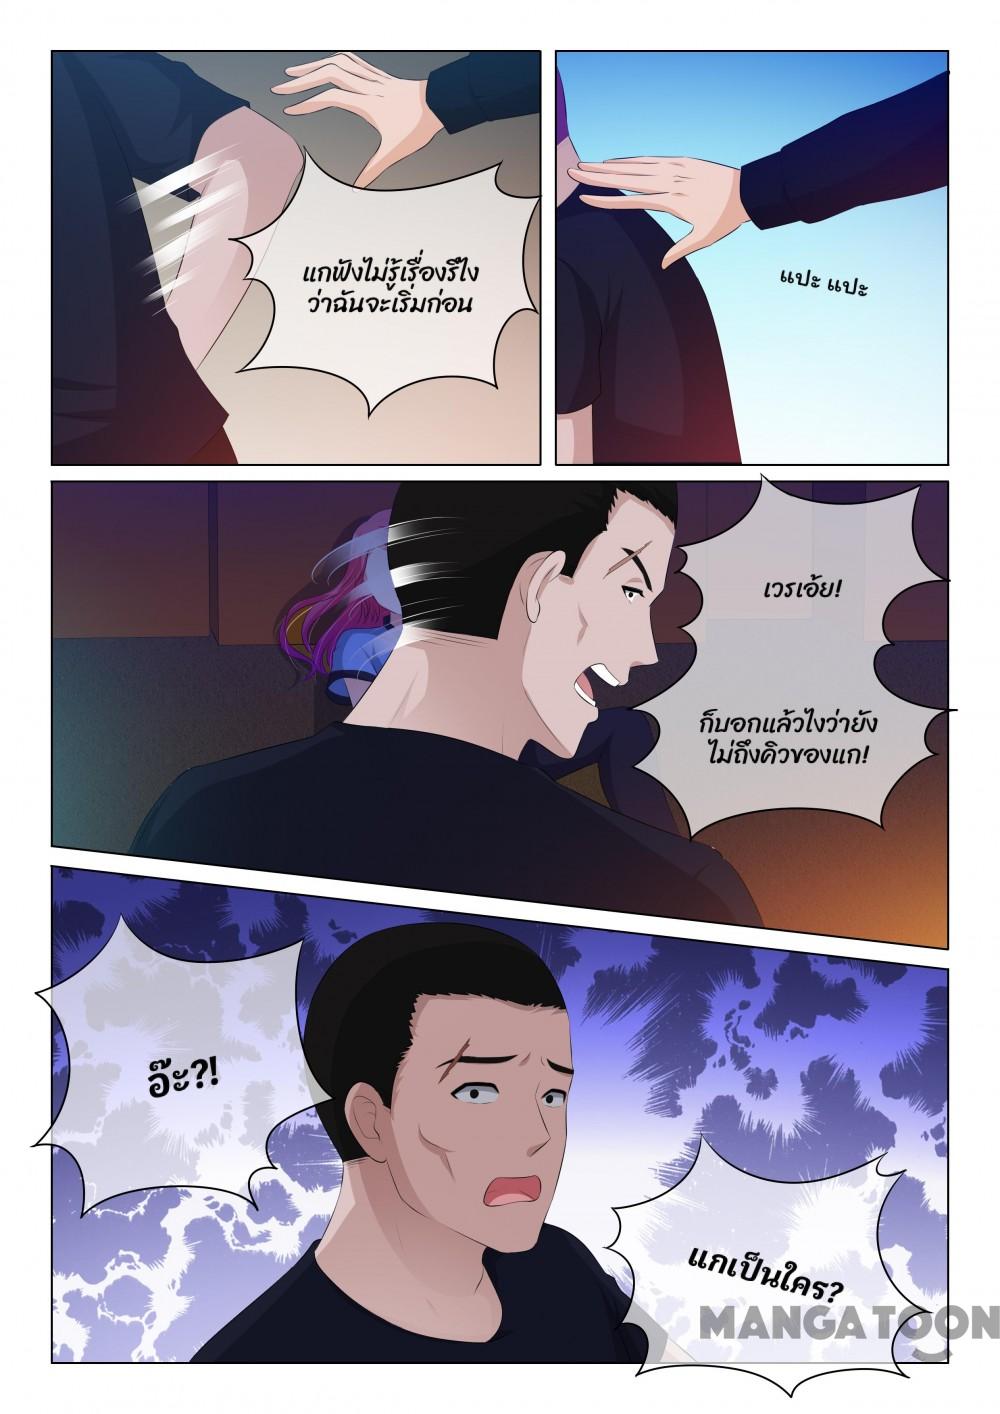 แกฟังไม่รู้เรื่องรึไง
ว่าฉันจะเริ่มก่อน
แปะ แปะ
เวรเอ้ย!
ก็บอกแล้วไงว่ายัง
ไม่ถึงคิวของแก!
อ๊ะ?!
แกเป็นใคร?
MANGATOON